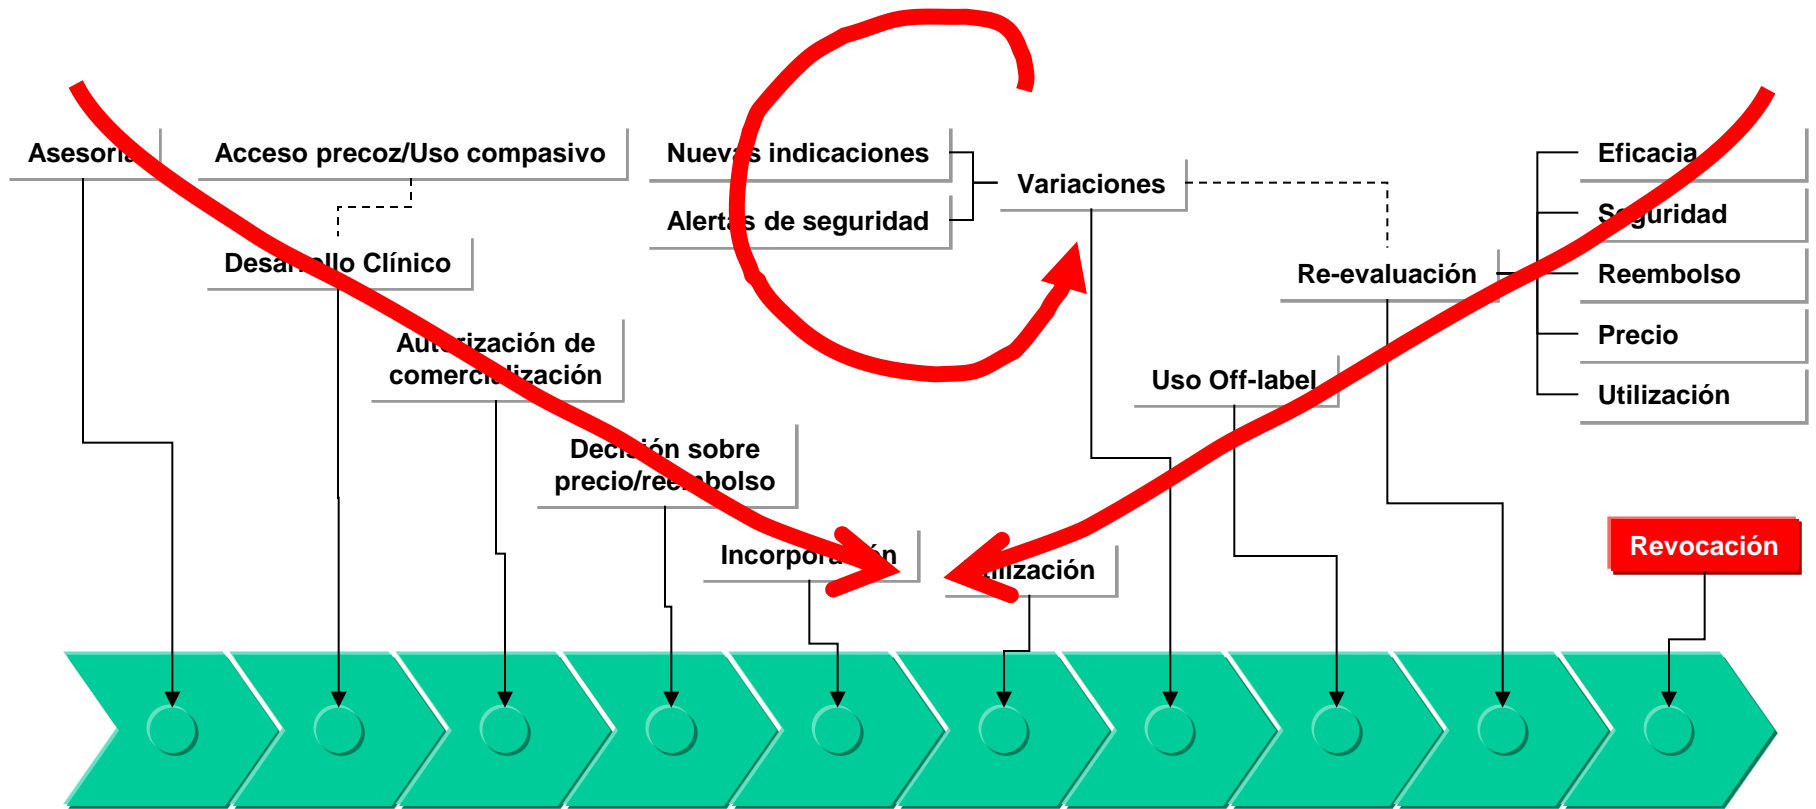 Asesoría
Acceso precoz/Uso compasivo
Desarrollo Clínico
Autorización de
comercialización
Decisión sobre
precio/reembolso
Incorporación
Nuevas indicaciones
Alertas de seguridad
Variaciones
Utilización
Uso Off-label
Re-evaluación
Eficacia
Seguridad
Reembolso
Precio
Utilización
Revocación